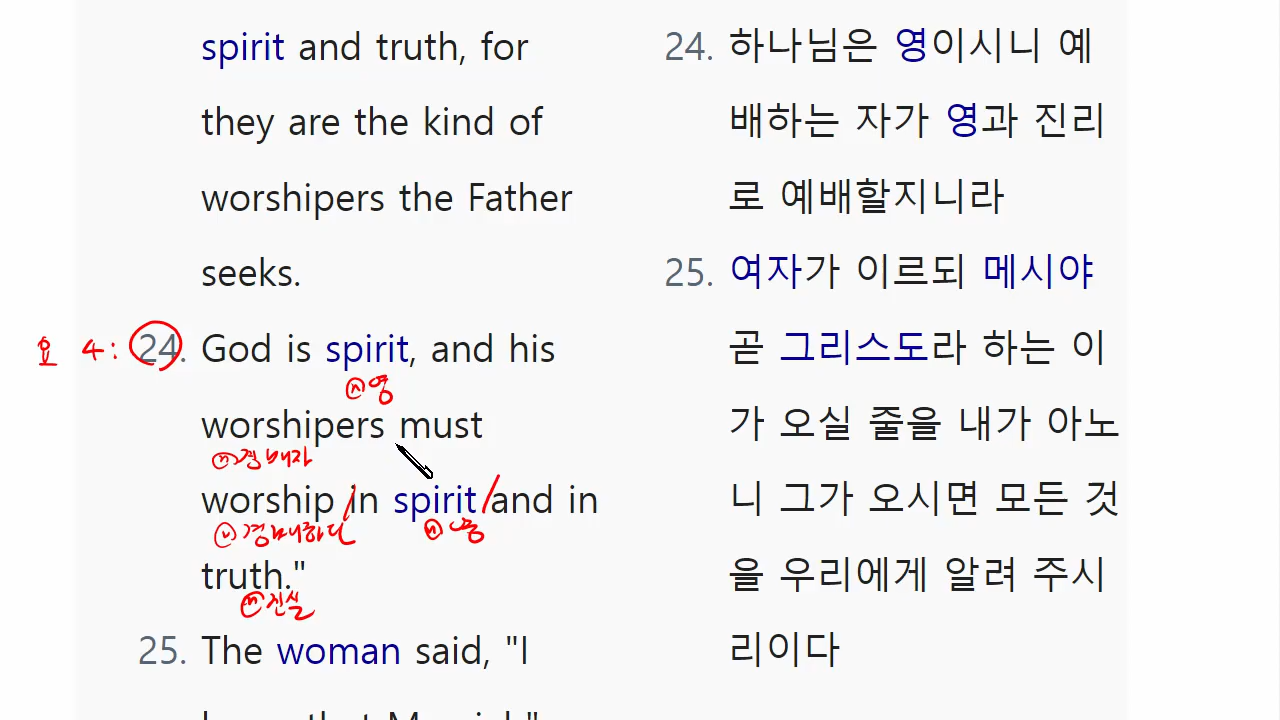 spirit and truth, for
they are the kind of
worshipers the Father
seeks.
요 4:
24. God is spirit, and his
ⓝ영
worshipers must
ⓝ경배자
worship / in spirit / and in
ⓥ경배하다 ⓝ영
truth."
ⓝ진실
25. The woman said, "I
24. 하나님은 영이시니 예
배하는 자가 영과 진리
로 예배할지니라
25. 여자가 이르되 메시야
곧 그리스도라 하는 이
가 오실 줄을 내가 아노
니 그가 오시면 모든 것
을 우리에게 알려 주시
리이다